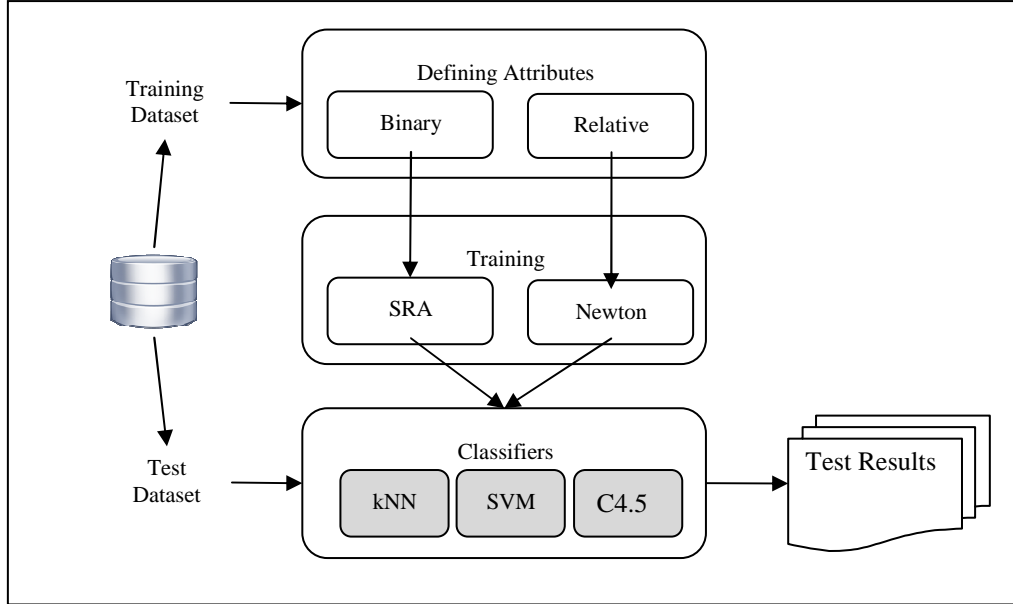 Defining Attributes
Training
Dataset
Binary
Relative
Training
SRA
Newton
Classifiers
Test
Dataset
kNN
SVM
C4.5
Test Results